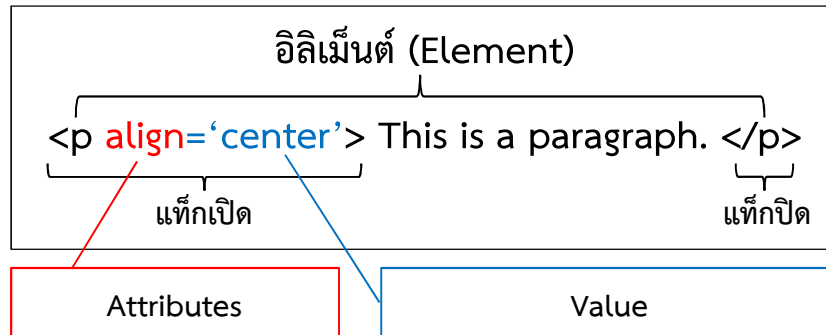 อิลิเม็นต์ (Element)
<p align=‘center’> This is a paragraph. </p>
แท็กเปิด แท็กปิด
Attributes Value